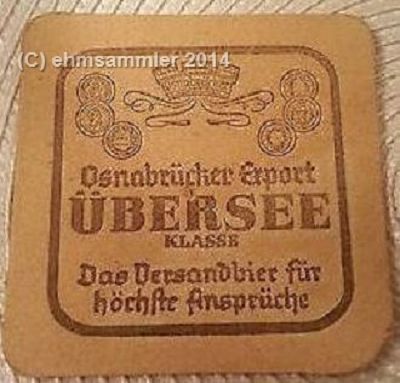 (C) ehmsammler 2014
Osnabrücker Export
ÜBERSEE
KLASSE
Das Versandbier für
höchste Ansprüche